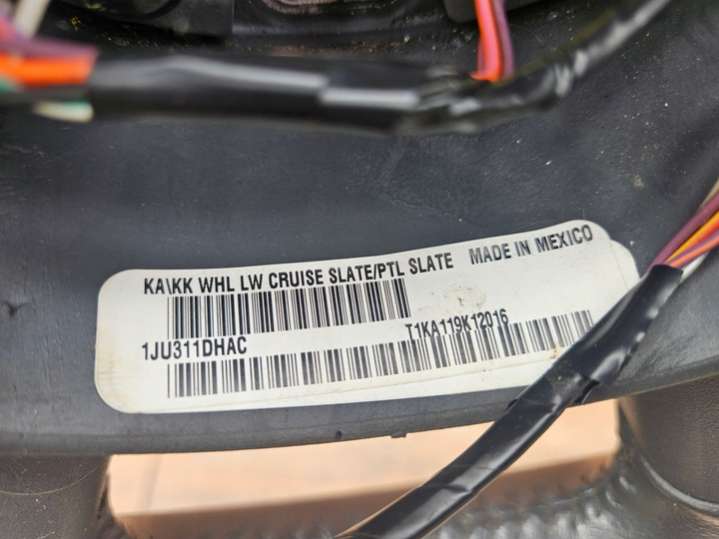 KA\KK WHL LW CRUISE SLATE/PTL SLATE MADE IN MEXICO
1JU311DHAC T1KA119K12016